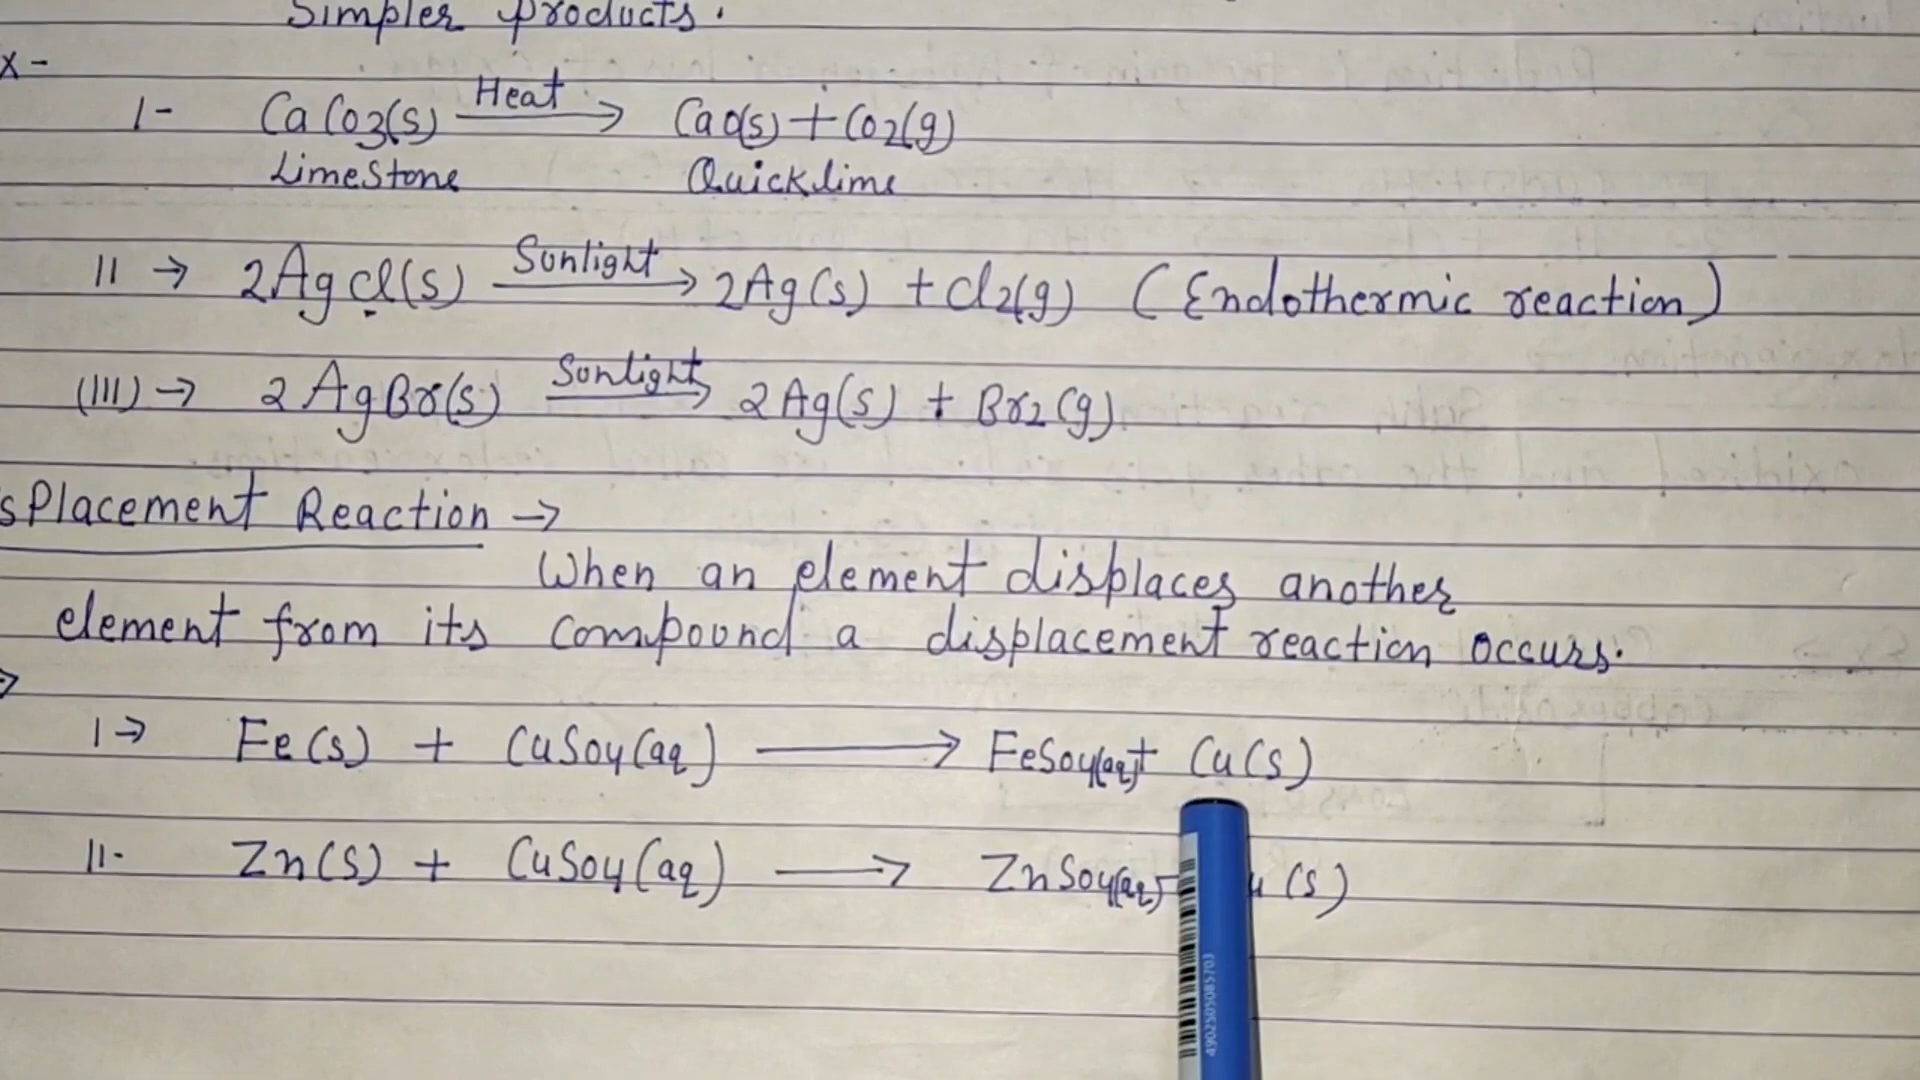 Simpler products.
x-
1- CaCo3(s) Heat → Cao(s) + Co2(g)
LimeStone Quicklime
II → 2AgCl(s) Sunlight → 2Ag(s) + Cl2(g) (Endothermic reaction)
(III) → 2AgBr(s) Sunlight → 2Ag(s) + Br2(g)
sPlacement Reaction →
When an element displaces another
element from its compound a displacement reaction occurs.
→
1→ Fe(s) + CuSo4(aq) → FeSo4(aq) + Cu(s)
II- Zn(s) + CuSo4(aq) → ZnSo4(aq) (s)
4902505085703